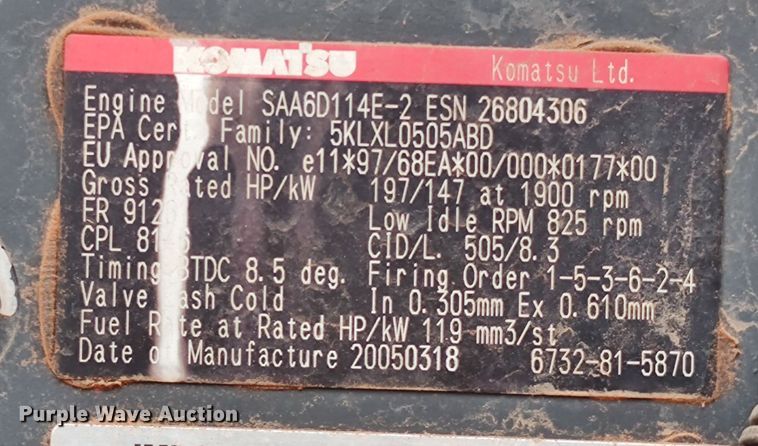 KOMATSU Komatsu Ltd.
Engine Model SAA6D114E-2 ESN 26804306
EPA Cert. Family: 5KLXL0505ABD
EU Approval NO. e11*97/68EA*00/000*0177*00
Gross Rated HP/kW 197/147 at 1900 rpm
FR Low Idle RPM 825 rpm
CPL CID/L. 505/8.3
Timing BTDC 8.5 deg. Firing Order 1-5-3-6-2-4
Valve Lash Cold In 0.305mm Ex 0.610mm
Fuel Rate at Rated HP/kW 119 mm3/st
Date of Manufacture 20050318 6732-81-5870
Purple Wave Auction